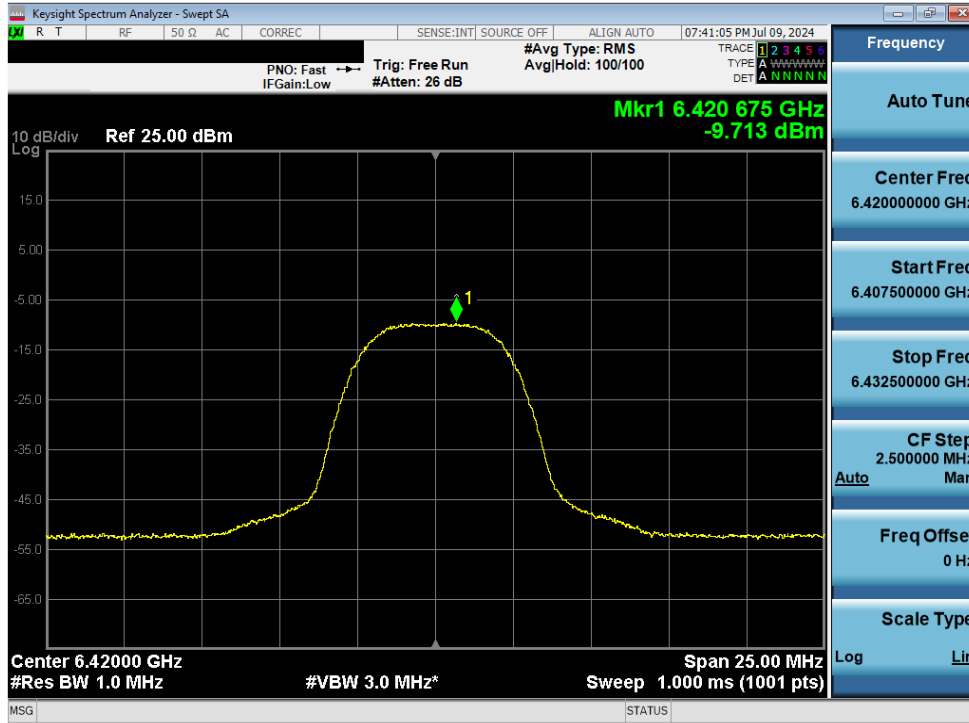 Keysight Spectrum Analyzer - Swept SA
LXI R T RF 50 Ω AC CORREC SENSE:INT SOURCE OFF ALIGN AUTO 07:41:05 PM Jul 09, 2024
PNO: Fast
IFGain:Low
Trig: Free Run
#Atten: 26 dB
#Avg Type: RMS
Avg|Hold: 100/100
TRACE 1 2 3 4 5 6
TYPE A WWWWW
DET A N N N N N
Mkr1 6.420 675 GHz
-9.713 dBm
10 dB/div Ref 25.00 dBm
Log
15.0
5.00
-5.00
-15.0
-25.0
-35.0
-45.0
-55.0
-65.0
1
Center 6.42000 GHz Span 25.00 MHz
#Res BW 1.0 MHz #VBW 3.0 MHz* Sweep 1.000 ms (1001 pts)
MSG STATUS
Frequency
Auto Tune
Center Freq
6.420000000 GHz
Start Freq
6.407500000 GHz
Stop Freq
6.432500000 GHz
CF Step
2.500000 MHz
Auto Man
Freq Offset
0 Hz
Scale Type
Log Lin